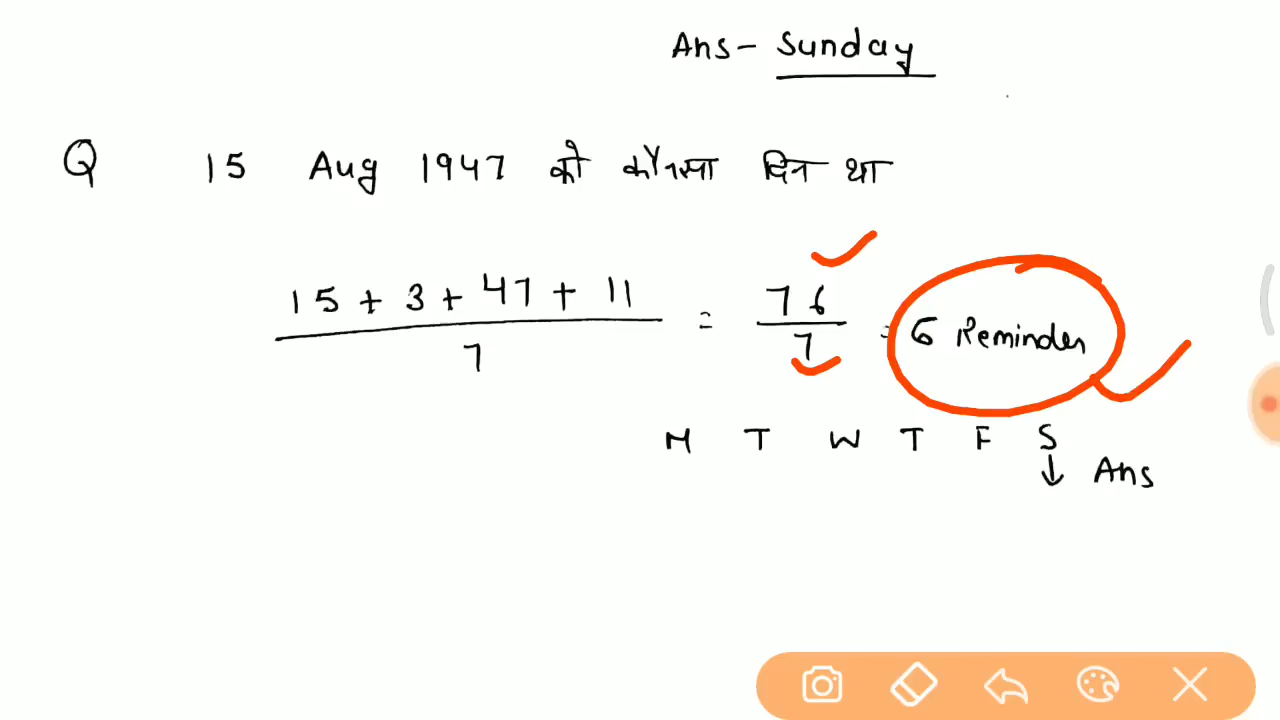 Ans- Sunday
Q 15 Aug 1947 को कौनसा दिन था
15 + 3 + 47 + 11 / 7 = 76 / 7 = 6 Reminder
M T W T F S
↓ Ans